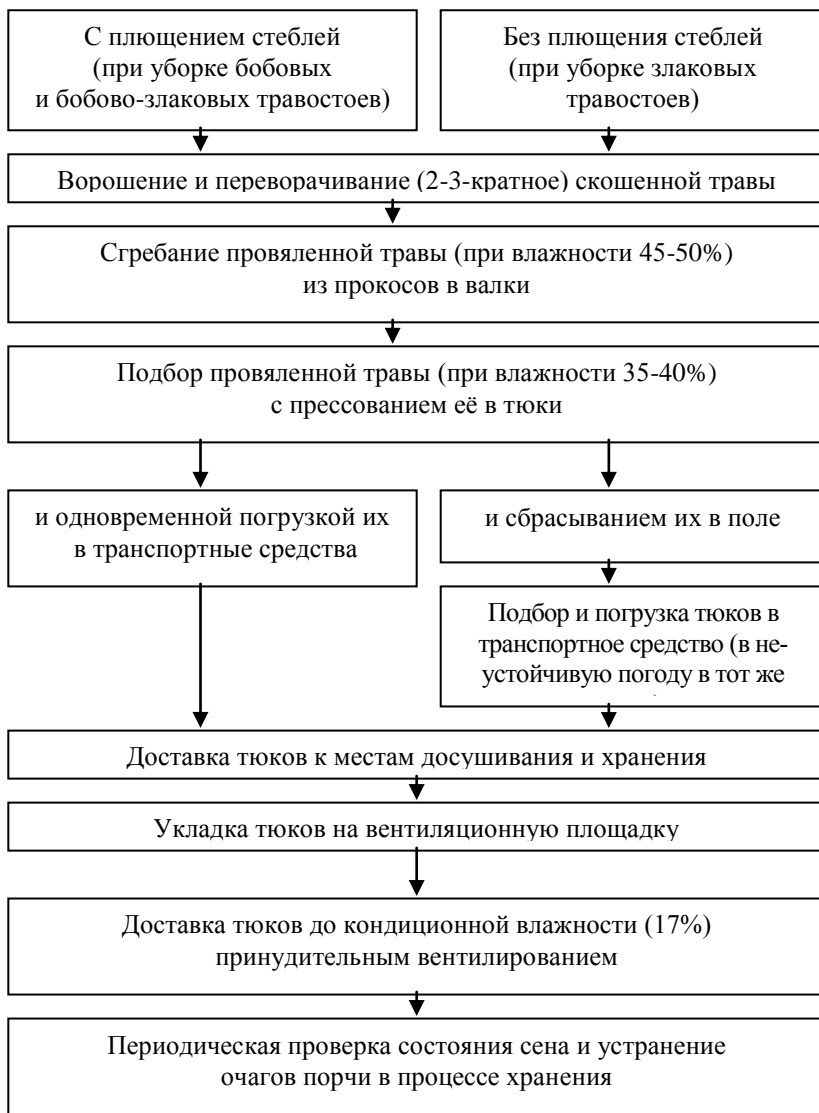 С плющением стеблей
(при уборке бобовых
и бобово-злаковых травостоев)
Без плющения стеблей
(при уборке злаковых
травостоев)
Ворошение и переворачивание (2-3-кратное) скошенной травы
Сгребание провяленной травы (при влажности 45-50%)
из прокосов в валки
Подбор провяленной травы (при влажности 35-40%)
с прессованием её в тюки
и одновременной погрузкой их
в транспортные средства
и сбрасыванием их в поле
Подбор и погрузка тюков в
транспортное средство (в не-
устойчивую погоду в тот же
Доставка тюков к местам досушивания и хранения
Укладка тюков на вентиляционную площадку
Доставка тюков до кондиционной влажности (17%)
принудительным вентилированием
Периодическая проверка состояния сена и устранение
очагов порчи в процессе хранения